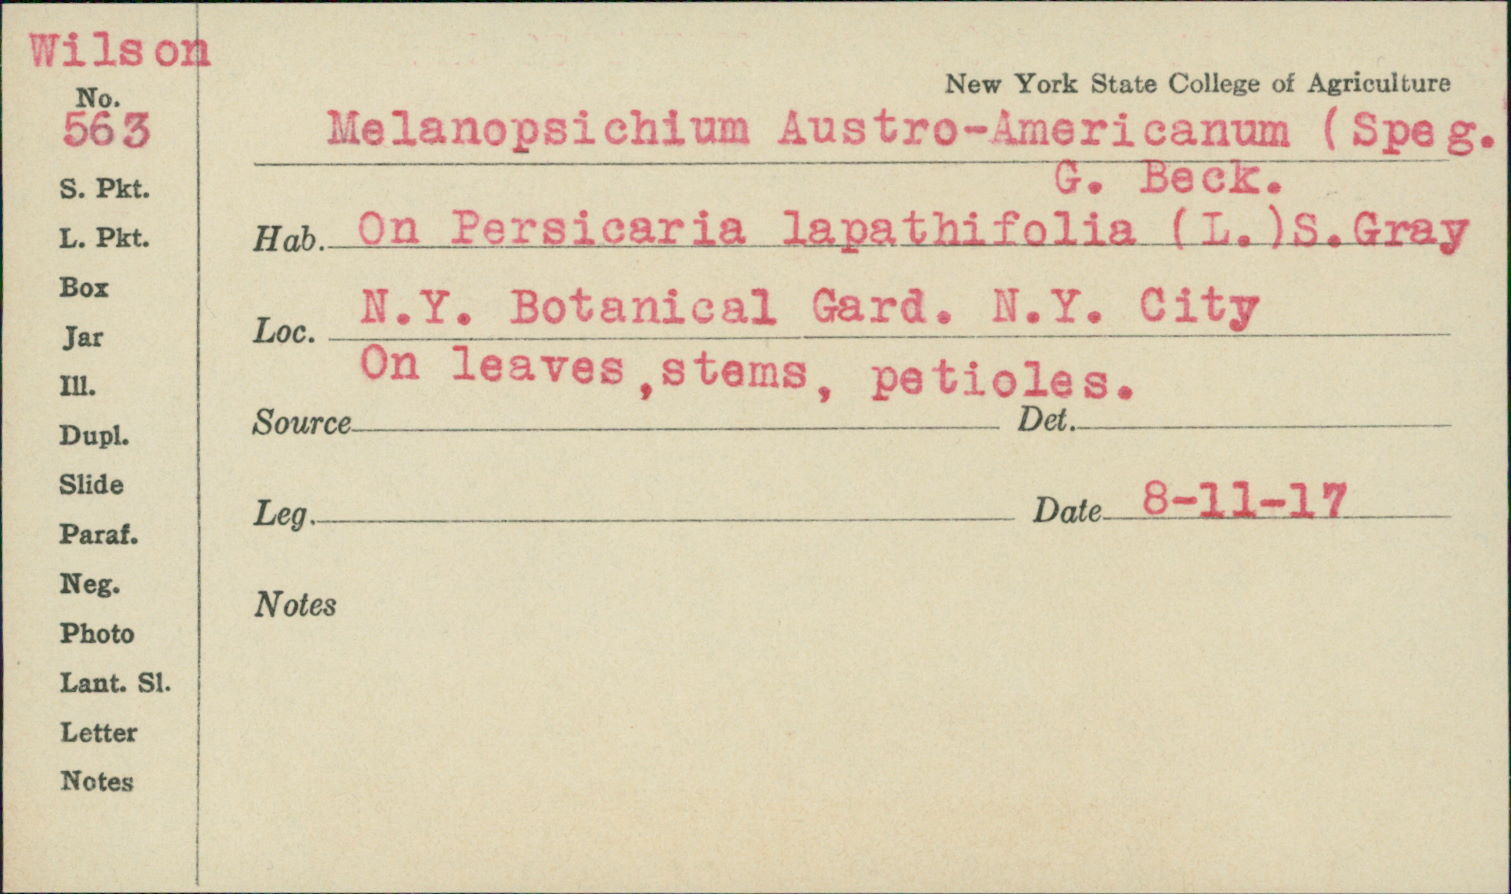 Wilson
New York State College of Agriculture
No.
563
Melanopsichium Austro-Americanum (Speg.
G. Beck.
S. Pkt.
L. Pkt.
Hab. On Persicaria lapathifolia (L.)S.Gray
Box
Jar
Loc. N.Y. Botanical Gard. N.Y. City
On leaves,stems, petioles.
Ill.
Dupl.
Source Det.
Slide
Leg. Date 8-11-17
Paraf.
Neg.
Notes
Photo
Lant. Sl.
Letter
Notes